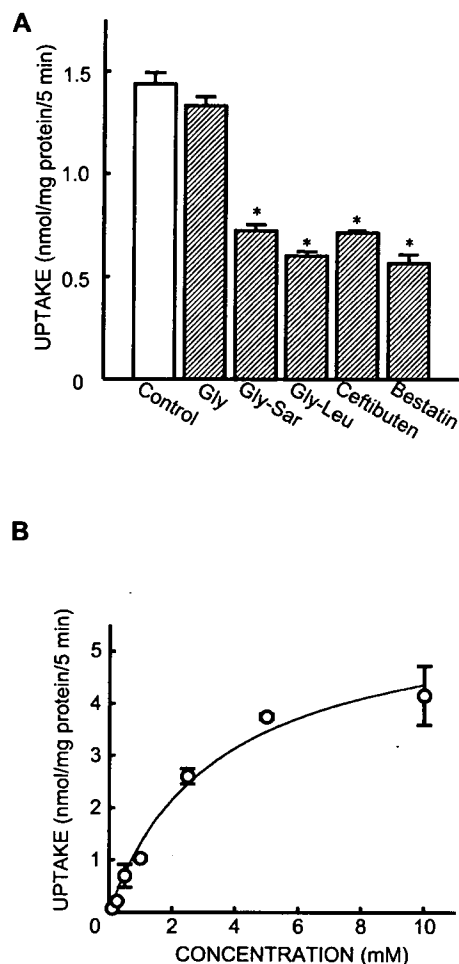 A
UPTAKE (nmol/mg protein/5 min)
1.5
1.0
0.5
0
* * * *
Control Gly Gly-Sar Gly-Leu Ceftibuten Bestatin
B
UPTAKE (nmol/mg protein/5 min)
5
4
3
2
1
0 2 4 6 8 10
CONCENTRATION (mM)